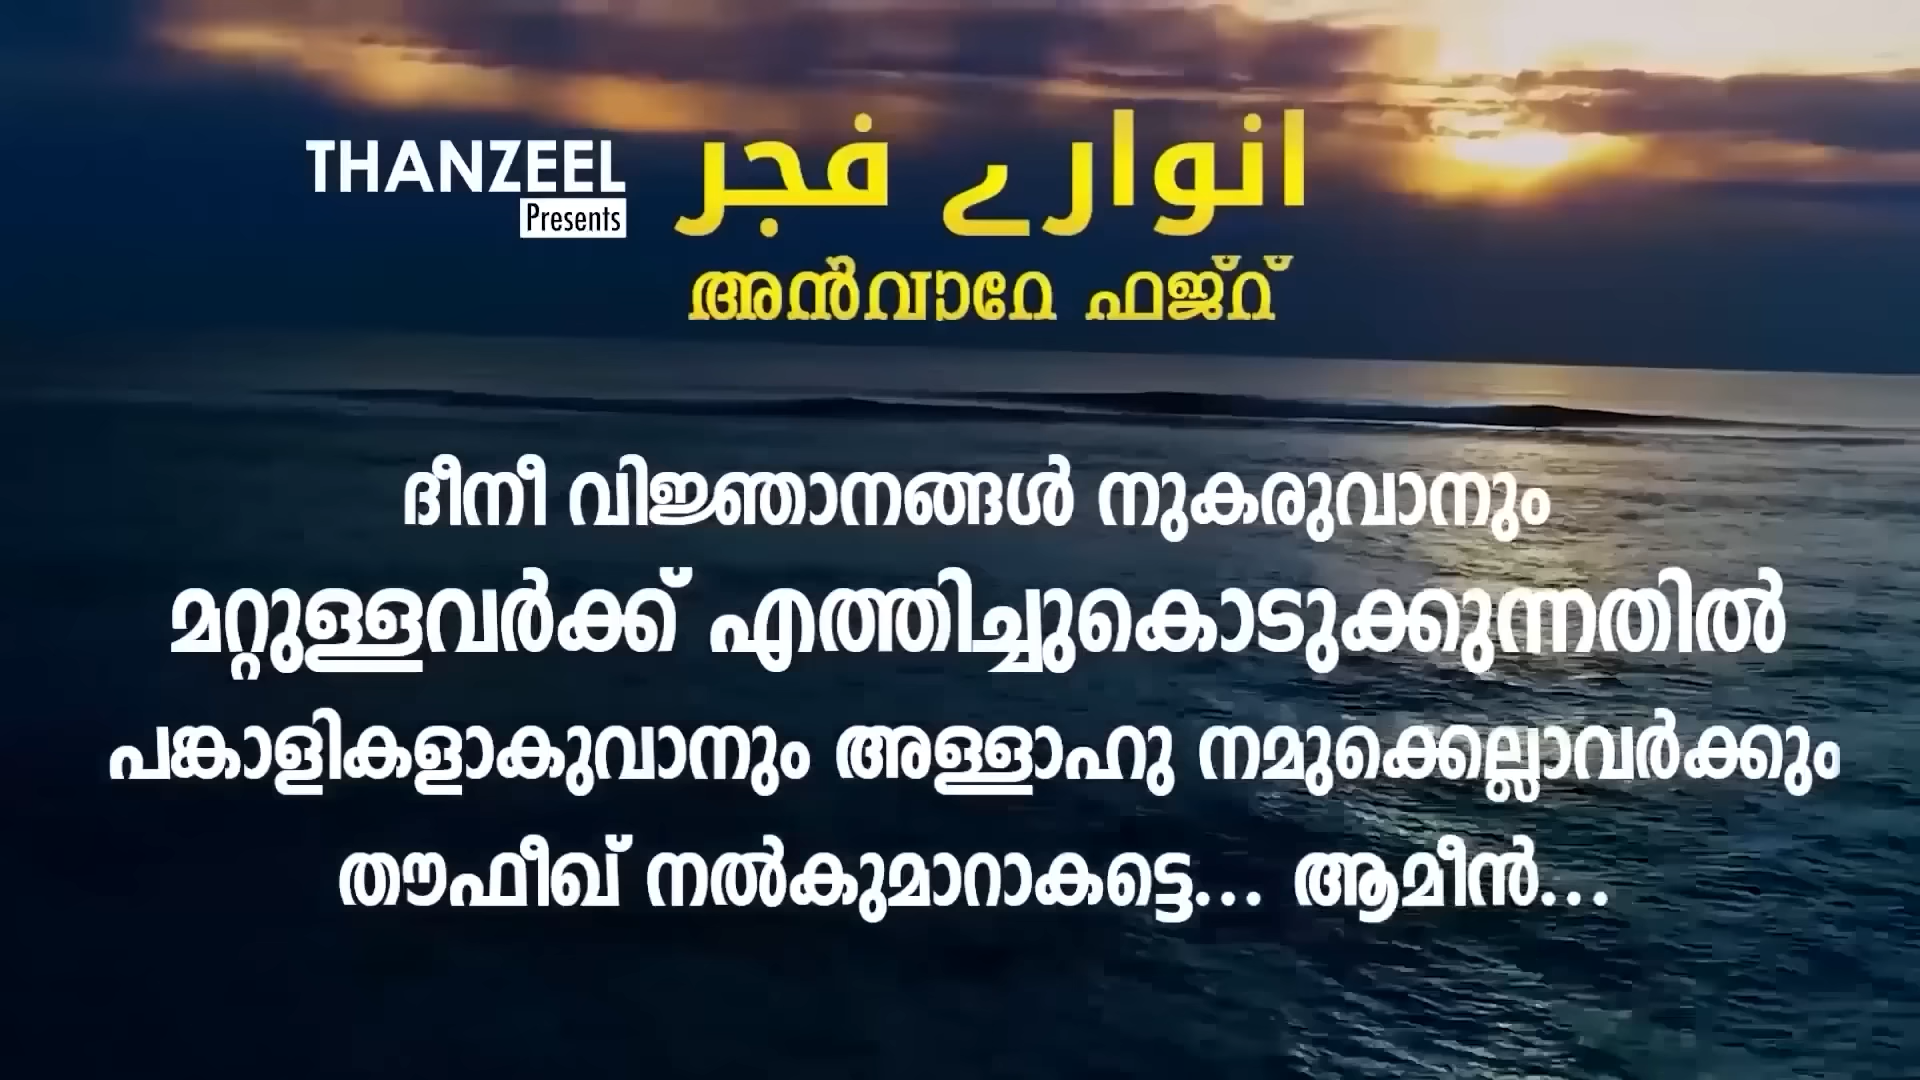 THANZEEL
Presents
انوارے فجر
അൻവാറേ ഫജ്റ്
ദീനീ വിജ്ഞാനങ്ങൾ നുകരുവാനും
മറ്റുള്ളവർക്ക് എത്തിച്ചുകൊടുക്കുന്നതിൽ
പങ്കാളികളാകുവാനും അള്ളാഹു നമുക്കെല്ലാവർക്കും
തൗഫീഖ് നൽകുമാറാകട്ടെ... ആമീൻ...